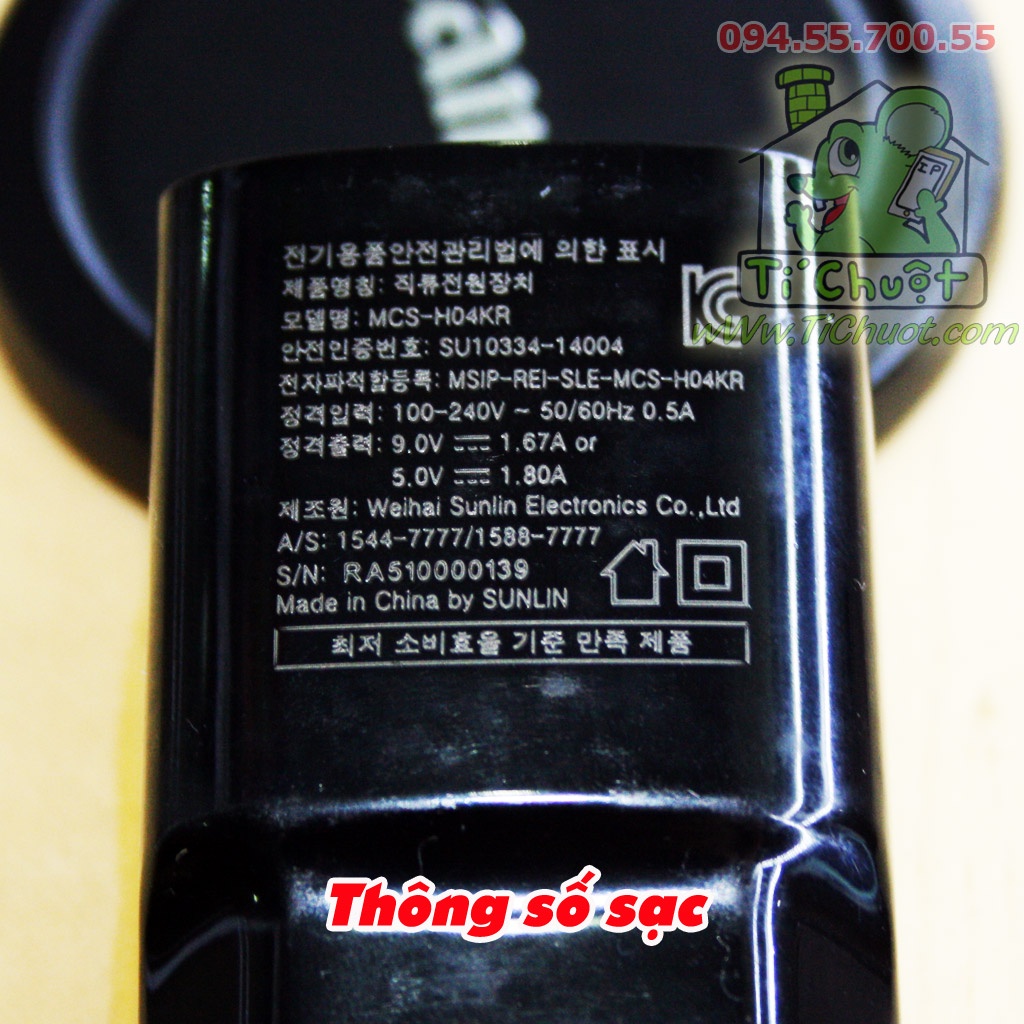 094.55.700.55
IP
Tí Chuột
wWw.TiChuot.com
전기용품안전관리법에 의한 표시
제품명칭: 직류전원장치
모델명: MCS-H04KR
안전인증번호: SU10334-14004
전자파적합등록: MSIP-REI-SLE-MCS-H04KR
정격입력: 100-240V ~ 50/60Hz 0.5A
정격출력: 9.0V ⎓ 1.67A or
5.0V ⎓ 1.80A
제조원: Weihai Sunlin Electronics Co.,Ltd
A/S: 1544-7777/1588-7777
S/N: RA510000139
Made in China by SUNLIN
최저 소비효율 기준 만족 제품
Thông số sạc